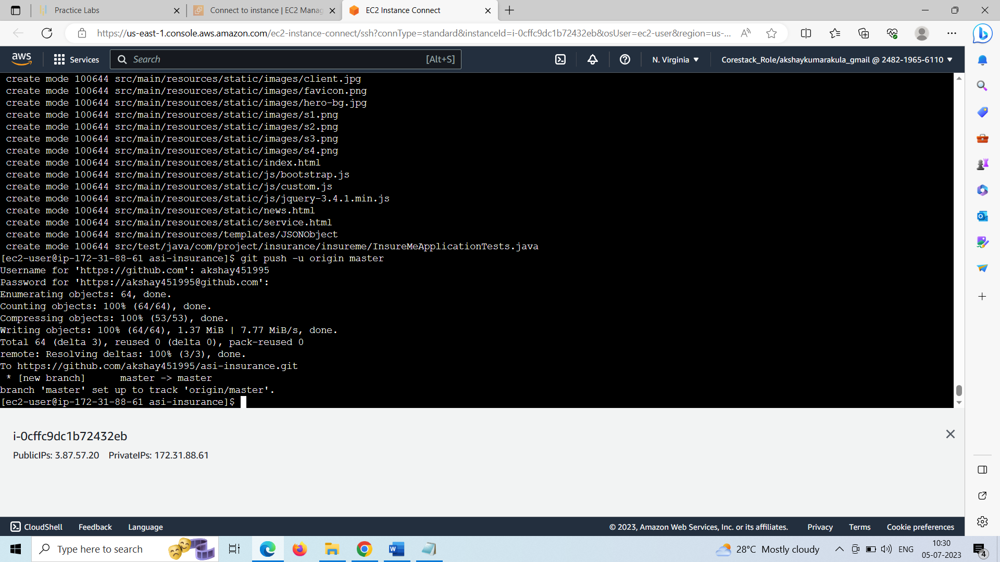 Practice Labs
Connect to instance | EC2 Manag
EC2 Instance Connect
https://us-east-1.console.aws.amazon.com/ec2-instance-connect/ssh?connType=standard&instanceId=i-0cffc9dc1b72432eb&osUser=ec2-user&region=us-...
aws
Services
Search
[Alt+S]
N. Virginia
Corestack_Role/akshaykumarakula_gmail @ 2482-1965-6110
create mode 100644 src/main/resources/static/images/client.jpg
create mode 100644 src/main/resources/static/images/favicon.png
create mode 100644 src/main/resources/static/images/hero-bg.jpg
create mode 100644 src/main/resources/static/images/s1.png
create mode 100644 src/main/resources/static/images/s2.png
create mode 100644 src/main/resources/static/images/s3.png
create mode 100644 src/main/resources/static/images/s4.png
create mode 100644 src/main/resources/static/index.html
create mode 100644 src/main/resources/static/js/bootstrap.js
create mode 100644 src/main/resources/static/js/custom.js
create mode 100644 src/main/resources/static/js/jquery-3.4.1.min.js
create mode 100644 src/main/resources/static/news.html
create mode 100644 src/main/resources/static/service.html
create mode 100644 src/main/resources/templates/JSONObject
create mode 100644 src/test/java/com/project/insurance/insureme/InsureMeApplicationTests.java
[ec2-user@ip-172-31-88-61 asi-insurance]$ git push -u origin master
Username for 'https://github.com': akshay451995
Password for 'https://akshay451995@github.com':
Enumerating objects: 64, done.
Counting objects: 100% (64/64), done.
Compressing objects: 100% (53/53), done.
Writing objects: 100% (64/64), 1.37 MiB | 7.77 MiB/s, done.
Total 64 (delta 3), reused 0 (delta 0), pack-reused 0
remote: Resolving deltas: 100% (3/3), done.
To https://github.com/akshay451995/asi-insurance.git
* [new branch]      master -> master
branch 'master' set up to track 'origin/master'.
[ec2-user@ip-172-31-88-61 asi-insurance]$
i-0cffc9dc1b72432eb
PublicIPs: 3.87.57.20 PrivateIPs: 172.31.88.61
CloudShell
Feedback
Language
© 2023, Amazon Web Services, Inc. or its affiliates.
Privacy
Terms
Cookie preferences
Type here to search
28°C Mostly cloudy
ENG
10:30
05-07-2023
4